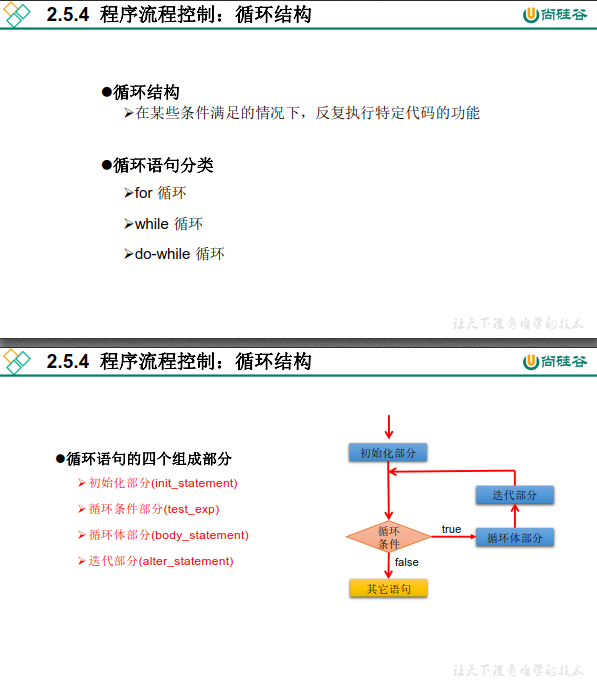 2.5.4 程序流程控制：循环结构
尚硅谷
●循环结构
➢在某些条件满足的情况下，反复执行特定代码的功能
●循环语句分类
➢for 循环
➢while 循环
➢do-while 循环
让天下没有难学的技术
2.5.4 程序流程控制：循环结构
尚硅谷
●循环语句的四个组成部分
➢初始化部分(init_statement)
➢循环条件部分(test_exp)
➢循环体部分(body_statement)
➢迭代部分(alter_statement)
初始化部分
迭代部分
循环
条件
true
循环体部分
false
其它语句
让天下没有难学的技术